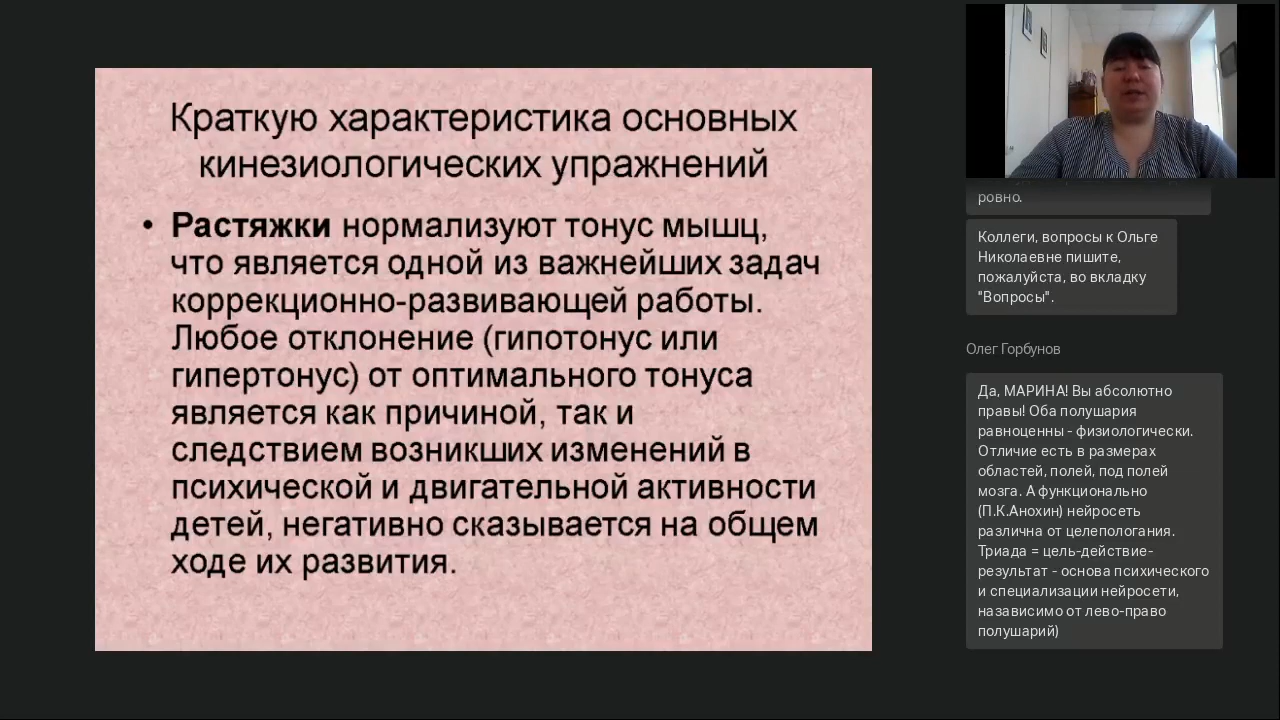 Краткую характеристика основных
кинезиологических упражнений
• Растяжки нормализуют тонус мышц,
что является одной из важнейших задач
коррекционно-развивающей работы.
Любое отклонение (гипотонус или
гипертонус) от оптимального тонуса
является как причиной, так и
следствием возникших изменений в
психической и двигательной активности
детей, негативно сказывается на общем
ходе их развития.
ровно.
Коллеги, вопросы к Ольге
Николаевне пишите,
пожалуйста, во вкладку
"Вопросы".
Олег Горбунов
Да, МАРИНА! Вы абсолютно
правы! Оба полушария
равноценны - физиологически.
Отличие есть в размерах
областей, полей, под полей
мозга. А функционально
(П.К.Анохин) нейросеть
различна от целепологания.
Триада = цель-действие-
результат - основа психического
и специализации нейросети,
назависимо от лево-право
полушарий)